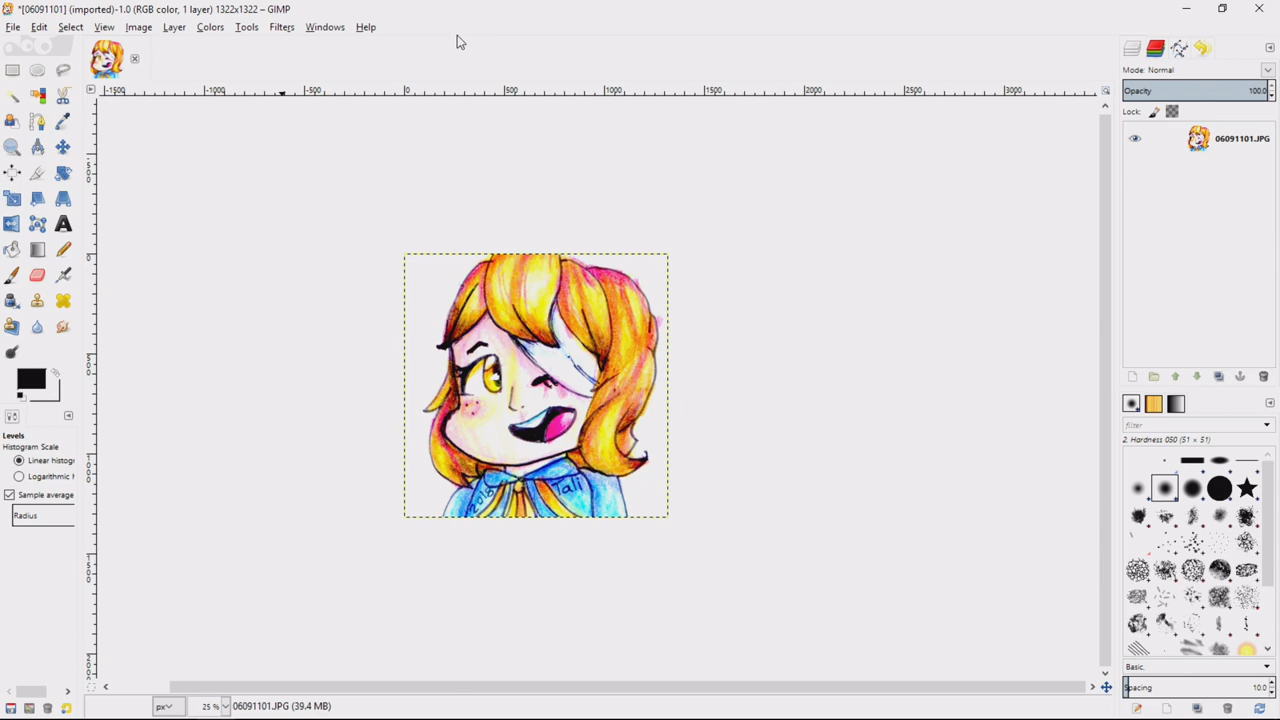 *[06091101] (imported)-1.0 (RGB color, 1 layer) 1322x1322 – GIMP
File Edit Select View Image Layer Colors Tools Filters Windows Help
Mode: Normal
Opacity 100.0
Lock:
06091101.JPG
-1500 -1000 -500 0 500 1000 1500 2000 2500 3000
2018 Tali
filter
2. Hardness 050 (51 × 51)
Levels
Histogram Scale
Linear histog
Logarithmic h
Sample average
Radius
Basic,
Spacing 10.0
px 25 % 06091101.JPG (39.4 MB)